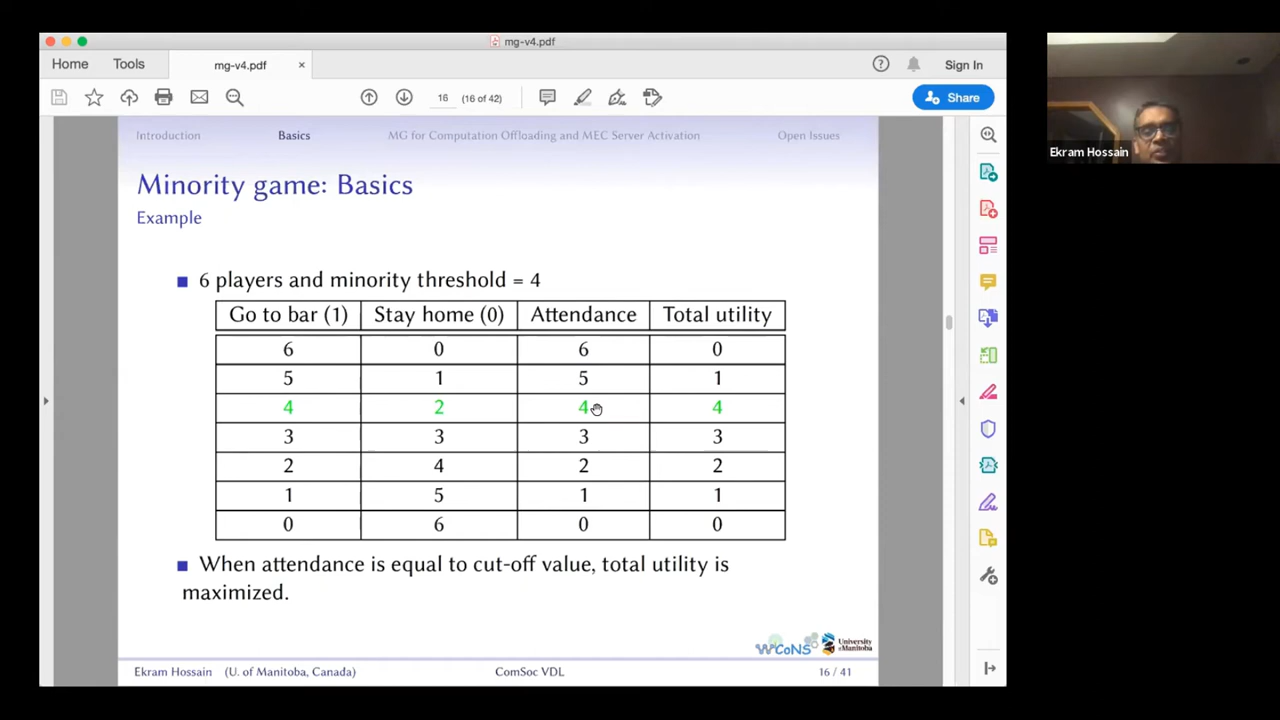 mg-v4.pdf
Home Tools mg-v4.pdf × Sign In
16 (16 of 42) Share
Introduction Basics MG for Computation Offloading and MEC Server Activation Open Issues
Minority game: Basics
Example
6 players and minority threshold = 4
Go to bar (1) Stay home (0) Attendance Total utility
6 0 6 0
5 1 5 1
4 2 4 4
3 3 3 3
2 4 2 2
1 5 1 1
0 6 0 0
When attendance is equal to cut-off value, total utility is
maximized.
WCoNS University
of Manitoba
Ekram Hossain (U. of Manitoba, Canada) ComSoc VDL 16 / 41
Ekram Hossain